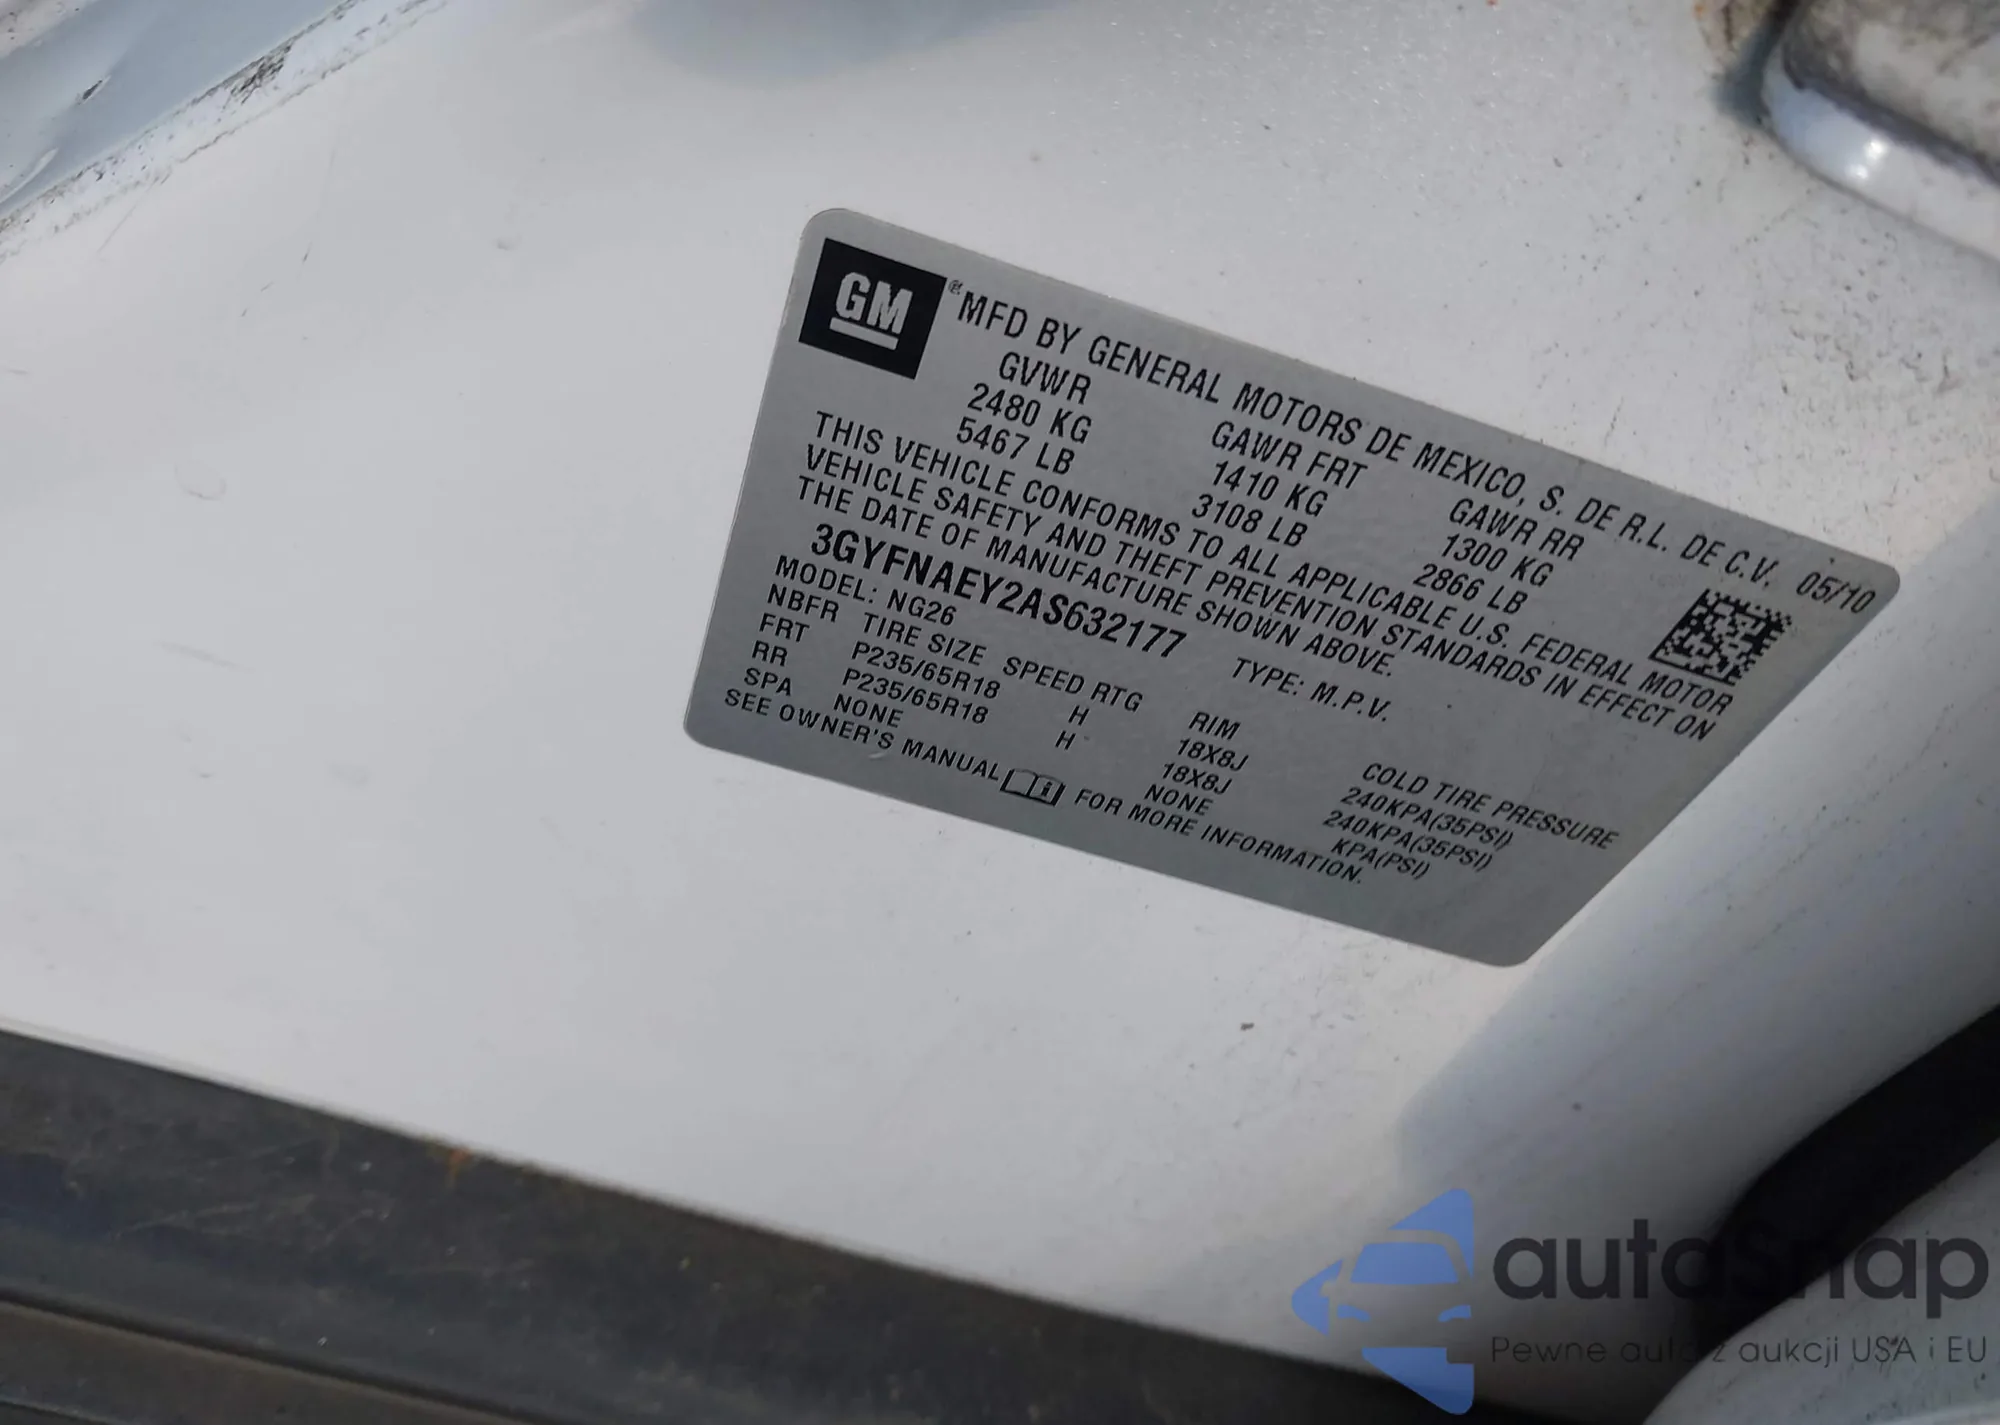 GM ® MFD BY GENERAL MOTORS DE MEXICO, S. DE R.L. DE C.V. 05/10
GVWR GAWR FRT GAWR RR
2480 KG 1410 KG 1300 KG
5467 LB 3108 LB 2866 LB
THIS VEHICLE CONFORMS TO ALL APPLICABLE U.S. FEDERAL MOTOR
VEHICLE SAFETY AND THEFT PREVENTION STANDARDS IN EFFECT ON
THE DATE OF MANUFACTURE SHOWN ABOVE.
3GYFNAEY2AS632177 TYPE: M.P.V.
MODEL: NG26
NBFR TIRE SIZE SPEED RTG RIM COLD TIRE PRESSURE
FRT P235/65R18 H 18X8J 240KPA(35PSI)
RR P235/65R18 H 18X8J 240KPA(35PSI)
SPA NONE NONE KPA(PSI)
SEE OWNER'S MANUAL FOR MORE INFORMATION.
autosnap
Pewne auta z aukcji USA i EU